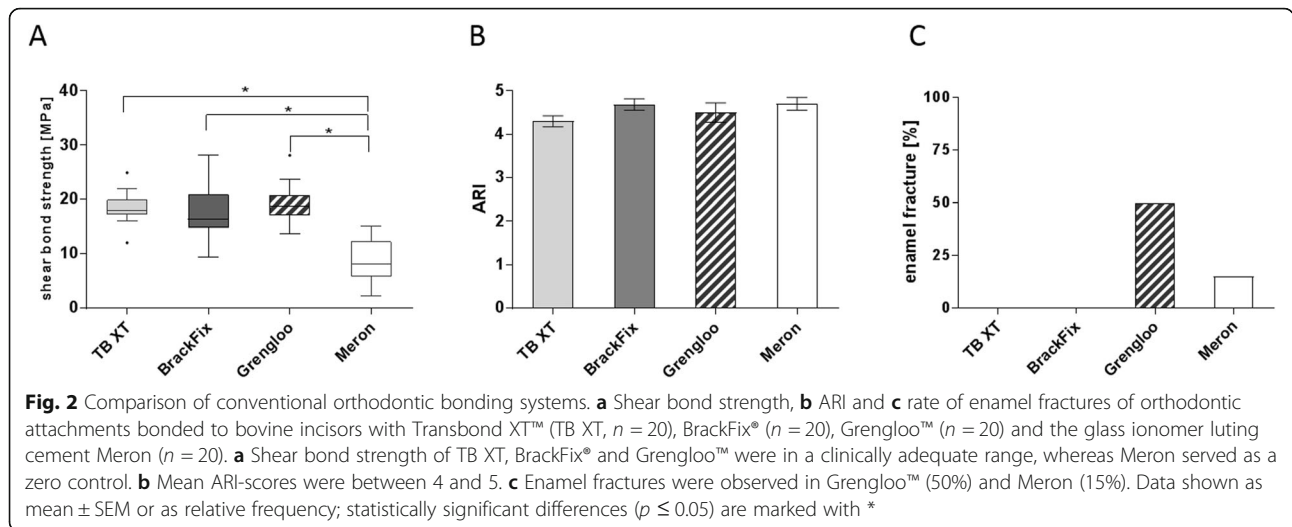 A
B
C
shear bond strength [MPa]
40
30
20
10
0
* 
*
*
TB XT
BrackFix
Grengloo
Meron
ARI
5
4
3
2
1
0
TB XT
BrackFix
Grengloo
Meron
enamel fracture [%]
100
75
50
25
0
TB XT
BrackFix
Grengloo
Meron
Fig. 2 Comparison of conventional orthodontic bonding systems. a Shear bond strength, b ARI and c rate of enamel fractures of orthodontic
attachments bonded to bovine incisors with Transbond XT™ (TB XT, n = 20), BrackFix® (n = 20), Grengloo™ (n = 20) and the glass ionomer luting
cement Meron (n = 20). a Shear bond strength of TB XT, BrackFix® and Grengloo™ were in a clinically adequate range, whereas Meron served as a
zero control. b Mean ARI-scores were between 4 and 5. c Enamel fractures were observed in Grengloo™ (50%) and Meron (15%). Data shown as
mean ± SEM or as relative frequency; statistically significant differences (p ≤ 0.05) are marked with *